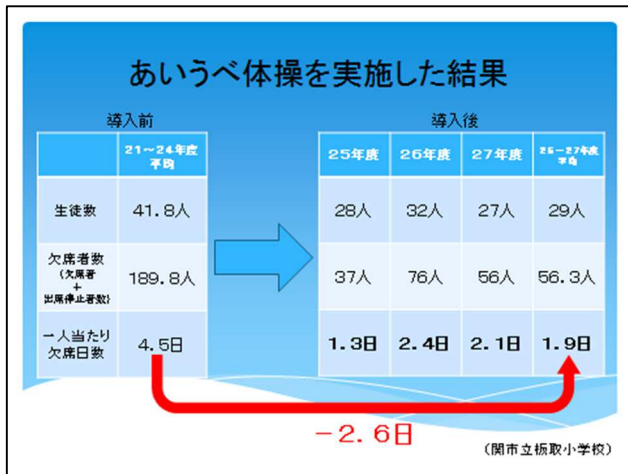 あいうべ体操を実施した結果
導入前
21～24年度
平均
生徒数 41.8人
欠席者数
(欠席者
+
出席停止者数)
189.8人
一人当たり
欠席日数
4.5日
導入後
25年度 26年度 27年度 25－27年度
平均
28人 32人 27人 29人
37人 76人 56人 56.3人
1.3日 2.4日 2.1日 1.9日
－2.6日
(関市立板取小学校)